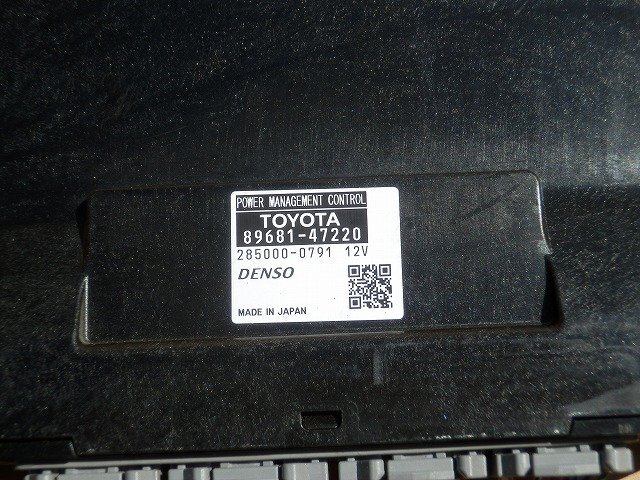 POWER MANAGEMENT CONTROL
TOYOTA
89681-47220
285000-0791 12V
DENSO
MADE IN JAPAN